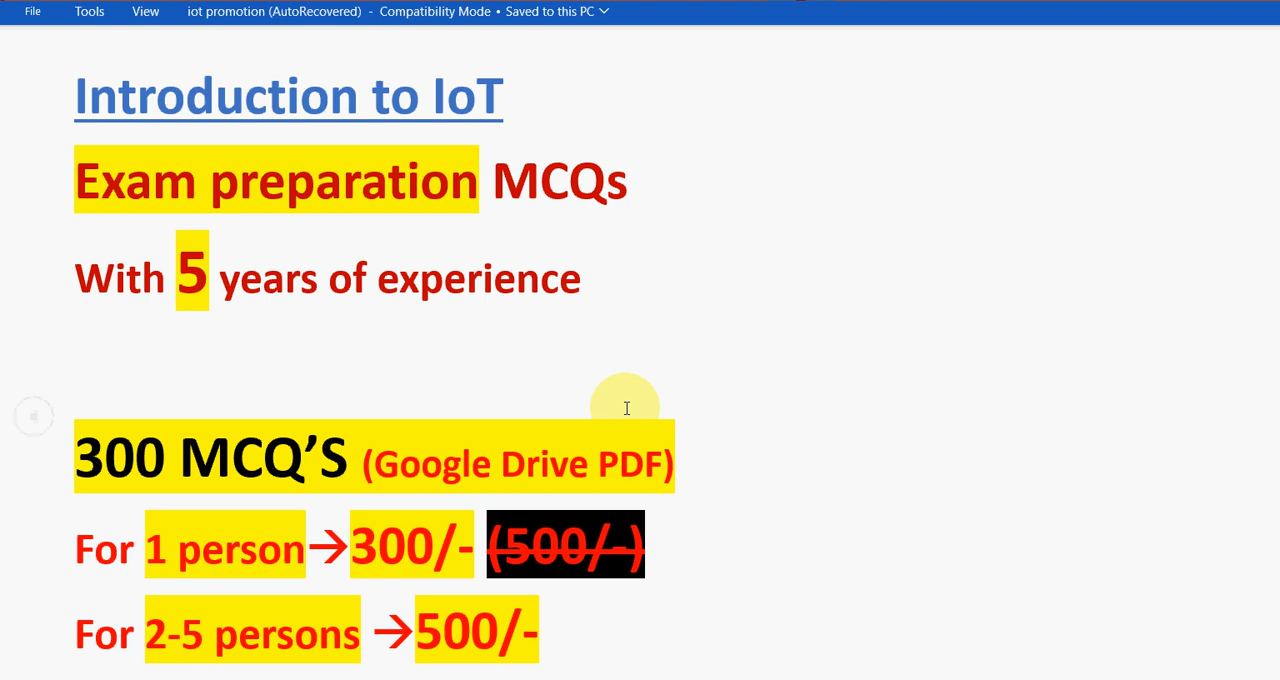 File Tools View iot promotion (AutoRecovered) - Compatibility Mode • Saved to this PC
Introduction to IoT
Exam preparation MCQs
With 5 years of experience
300 MCQ’S (Google Drive PDF)
For 1 person→300/- (500/-)
For 2-5 persons →500/-